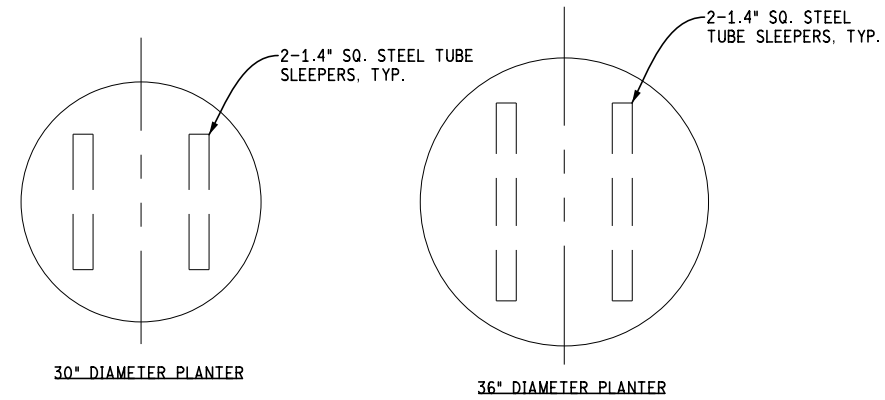 2-1.4" SQ. STEEL TUBE
SLEEPERS, TYP.
30" DIAMETER PLANTER
2-1.4" SQ. STEEL
TUBE SLEEPERS, TYP.
36" DIAMETER PLANTER